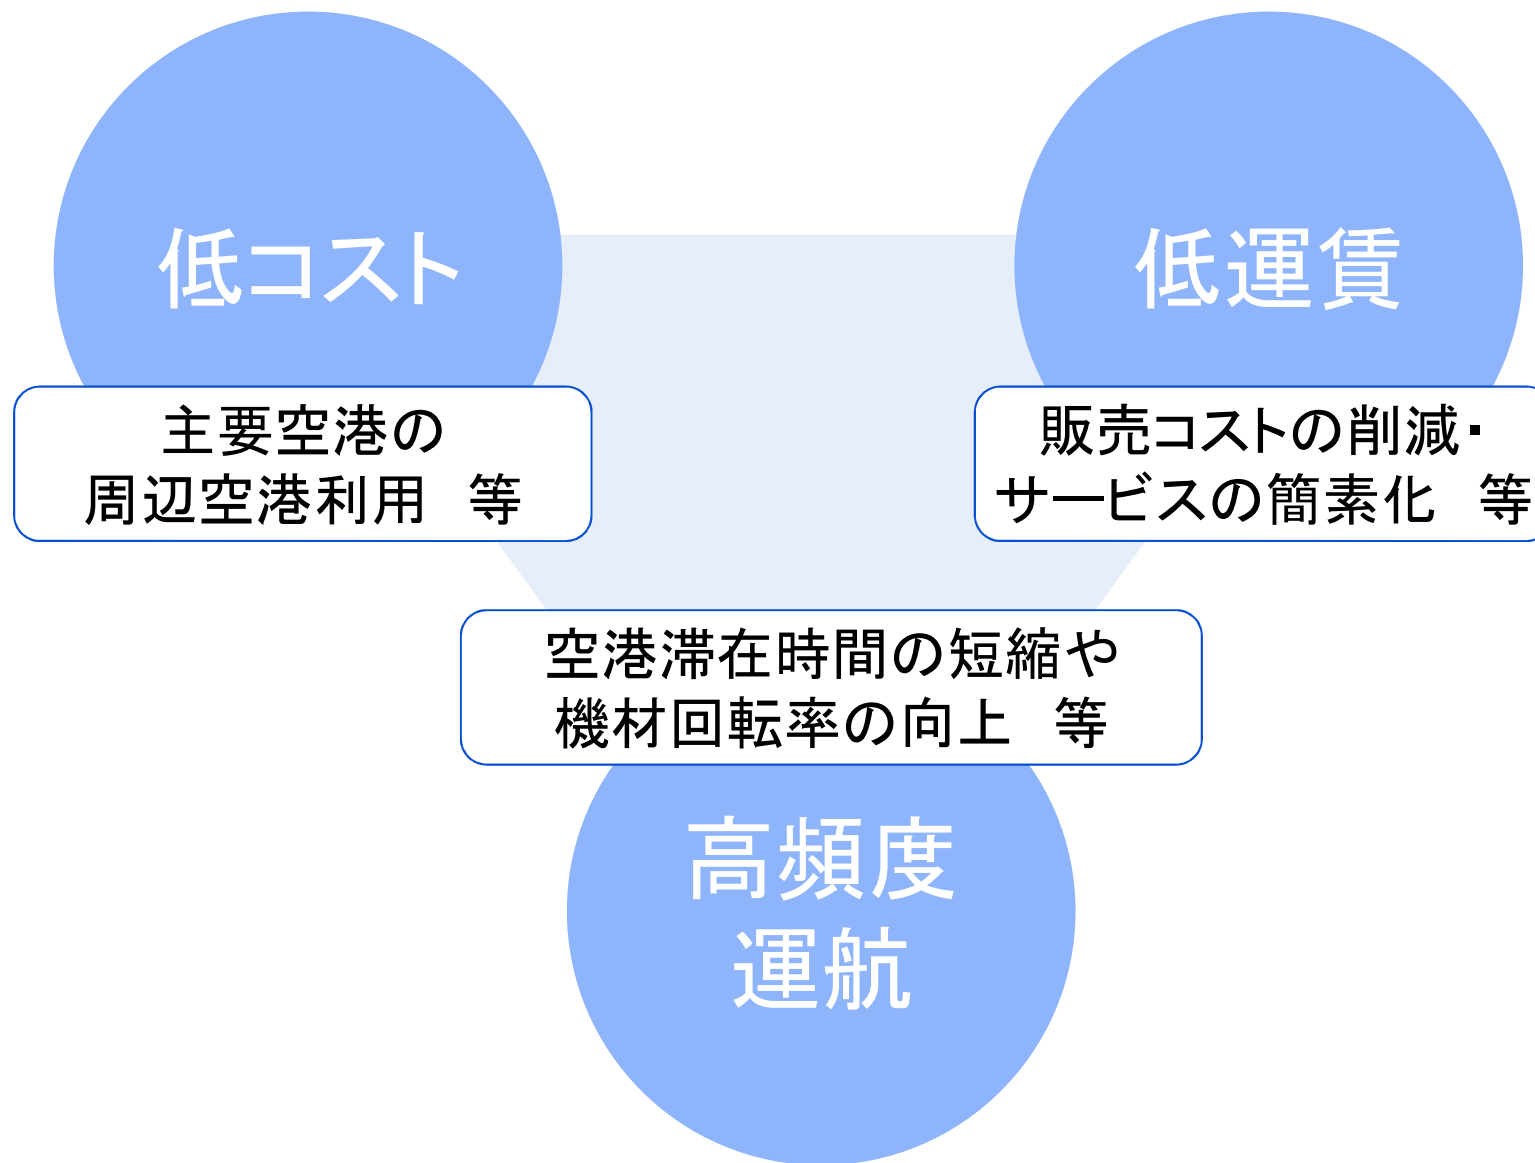 低コスト
主要空港の
周辺空港利用　等
低運賃
販売コストの削減・
サービスの簡素化　等
空港滞在時間の短縮や
機材回転率の向上　等
高頻度
運航